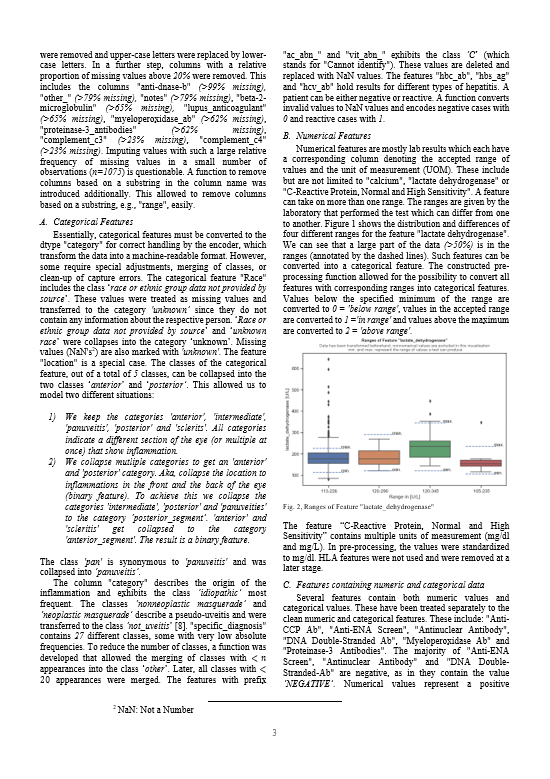 were removed and upper-case letters were replaced by lower-
case letters. In a further step, columns with a relative
proportion of missing values above 20% were removed. This
includes the columns "anti-dnase-b" (>99% missing),
"other_" (>79% missing), "notes" (>79% missing), "beta-2-
microglobulin" (>65% missing), "lupus_anticoagulant"
(>65% missing), "myeloperoxidase_ab" (>62% missing),
"proteinase-3_antibodies" (>62% missing),
"complement_c3" (>23% missing), "complement_c4"
(>23% missing). Imputing values with such a large relative
frequency of missing values in a small number of
observations (n=1075) is questionable. A function to remove
columns based on a substring in the column name was
introduced additionally. This allowed to remove columns
based on a substring, e.g., "range", easily.
A. Categorical Features
Essentially, categorical features must be converted to the
dtype "category" for correct handling by the encoder, which
transform the data into a machine-readable format. However,
some require special adjustments, merging of classes, or
clean-up of capture errors. The categorical feature "Race"
includes the class 'race or ethnic group data not provided by
source'. These values were treated as missing values and
transferred to the category 'unknown' since they do not
contain any information about the respective person. 'Race or
ethnic group data not provided by source' and 'unknown
race' were collapses into the category 'unknown'. Missing
values (NaN's²) are also marked with 'unknown'. The feature
"location" is a special case. The classes of the categorical
feature, out of a total of 5 classes, can be collapsed into the
two classes 'anterior' and 'posterior'. This allowed us to
model two different situations:
1) We keep the categories 'anterior', 'intermediate',
'panuveitis', 'posterior' and 'scleritis'. All categories
indicate a different section of the eye (or multiple at
once) that show inflammation.
2) We collapse multiple categories to get an 'anterior'
and 'posterior' category. Aka, collapse the location to
inflammations in the front and the back of the eye
(binary feature). To achieve this we collapse the
categories 'intermediate', 'posterior' and 'panuveities'
to the category 'posterior_segment'. 'anterior' and
'scleritis' get collapsed to the category
'anterior_segment'. The result is a binary feature.
The class 'pan' is synonymous to 'panuveitis' and was
collapsed into 'panuveitis'.
The column "category" describes the origin of the
inflammation and exhibits the class 'idiopathic' most
frequent. The classes 'nonneoplastic masquerade' and
'neoplastic masquerade' describe a pseudo-uveitis and were
transferred to the class 'not_uveitis' [8]. "specific_diagnosis"
contains 27 different classes, some with very low absolute
frequencies. To reduce the number of classes, a function was
developed that allowed the merging of classes with < n
appearances into the class 'other'. Later, all classes with <
20 appearances were merged. The features with prefix
² NaN: Not a Number
"ac_abn_" and "vit_abn_" exhibits the class 'C' (which
stands for "Cannot identify"). These values are deleted and
replaced with NaN values. The features "hbc_ab", "hbs_ag"
and "hcv_ab" hold results for different types of hepatitis. A
patient can be either negative or reactive. A function converts
invalid values to NaN values and encodes negative cases with
0 and reactive cases with 1.
B. Numerical Features
Numerical features are mostly lab results which each have
a corresponding column denoting the accepted range of
values and the unit of measurement (UOM). These include
but are not limited to "calcium", "lactate dehydrogenase" or
"C-Reactive Protein, Normal and High Sensitivity". A feature
can take on more than one range. The ranges are given by the
laboratory that performed the test which can differ from one
to another. Figure 1 shows the distribution and differences of
four different ranges for the feature "lactate dehydrogenase".
We can see that a large part of the data (>50%) is in the
ranges (annotated by the dashed lines). Such features can be
converted into a categorical feature. The constructed pre-
processing function allowed for the possibility to convert all
features with corresponding ranges into categorical features.
Values below the specified minimum of the range are
converted to 0 = 'below range', values in the accepted range
are converted to 1 ='in range' and values above the maximum
are converted to 2 = 'above range'.
Ranges of Feature "lactate_dehydrogenase"
lactate_dehydrogenase [U/L]
600
500
400
300
200
100
113-226
120-250
120-343
105-235
Range in [U/L]
Fig. 2, Ranges of Feature "lactate_dehydrogenase"
The feature "C-Reactive Protein, Normal and High
Sensitivity" contains multiple units of measurement (mg/dl
and mg/L). In pre-processing, the values were standardized
to mg/dl. HLA features were not used and were removed at a
later stage.
C. Features containing numeric and categorical data
Several features contain both numeric values and
categorical values. These have been treated separately to the
clean numeric and categorical features. These include: "Anti-
CCP Ab", "Anti-ENA Screen", "Antinuclear Antibody",
"DNA Double-Stranded Ab", "Myeloperoxidase Ab" and
"Proteinase-3 Antibodies". The majority of "Anti-ENA
Screen", "Antinuclear Antibody" and "DNA Double-
Stranded-Ab" are negative, as in they contain the value
'NEGATIVE'. Numerical values represent a positive
3